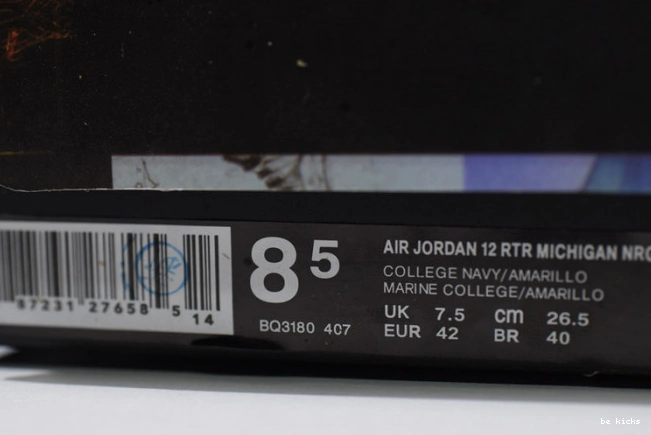 87231 27658 5 14
8 5
BQ3180 407
AIR JORDAN 12 RTR MICHIGAN NRG
COLLEGE NAVY/AMARILLO
MARINE COLLEGE/AMARILLO
UK 7.5 cm 26.5
EUR 42 BR 40
be kicks